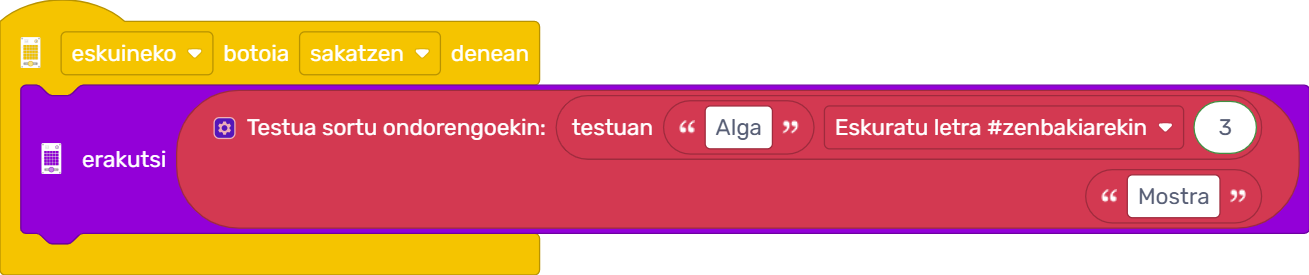 eskuineko botoia sakatzen denean
Testua sortu ondorengoekin: testuan “ Alga ” Eskuratu letra #zenbakiarekin 3
erakutsi
“ Mostra ”